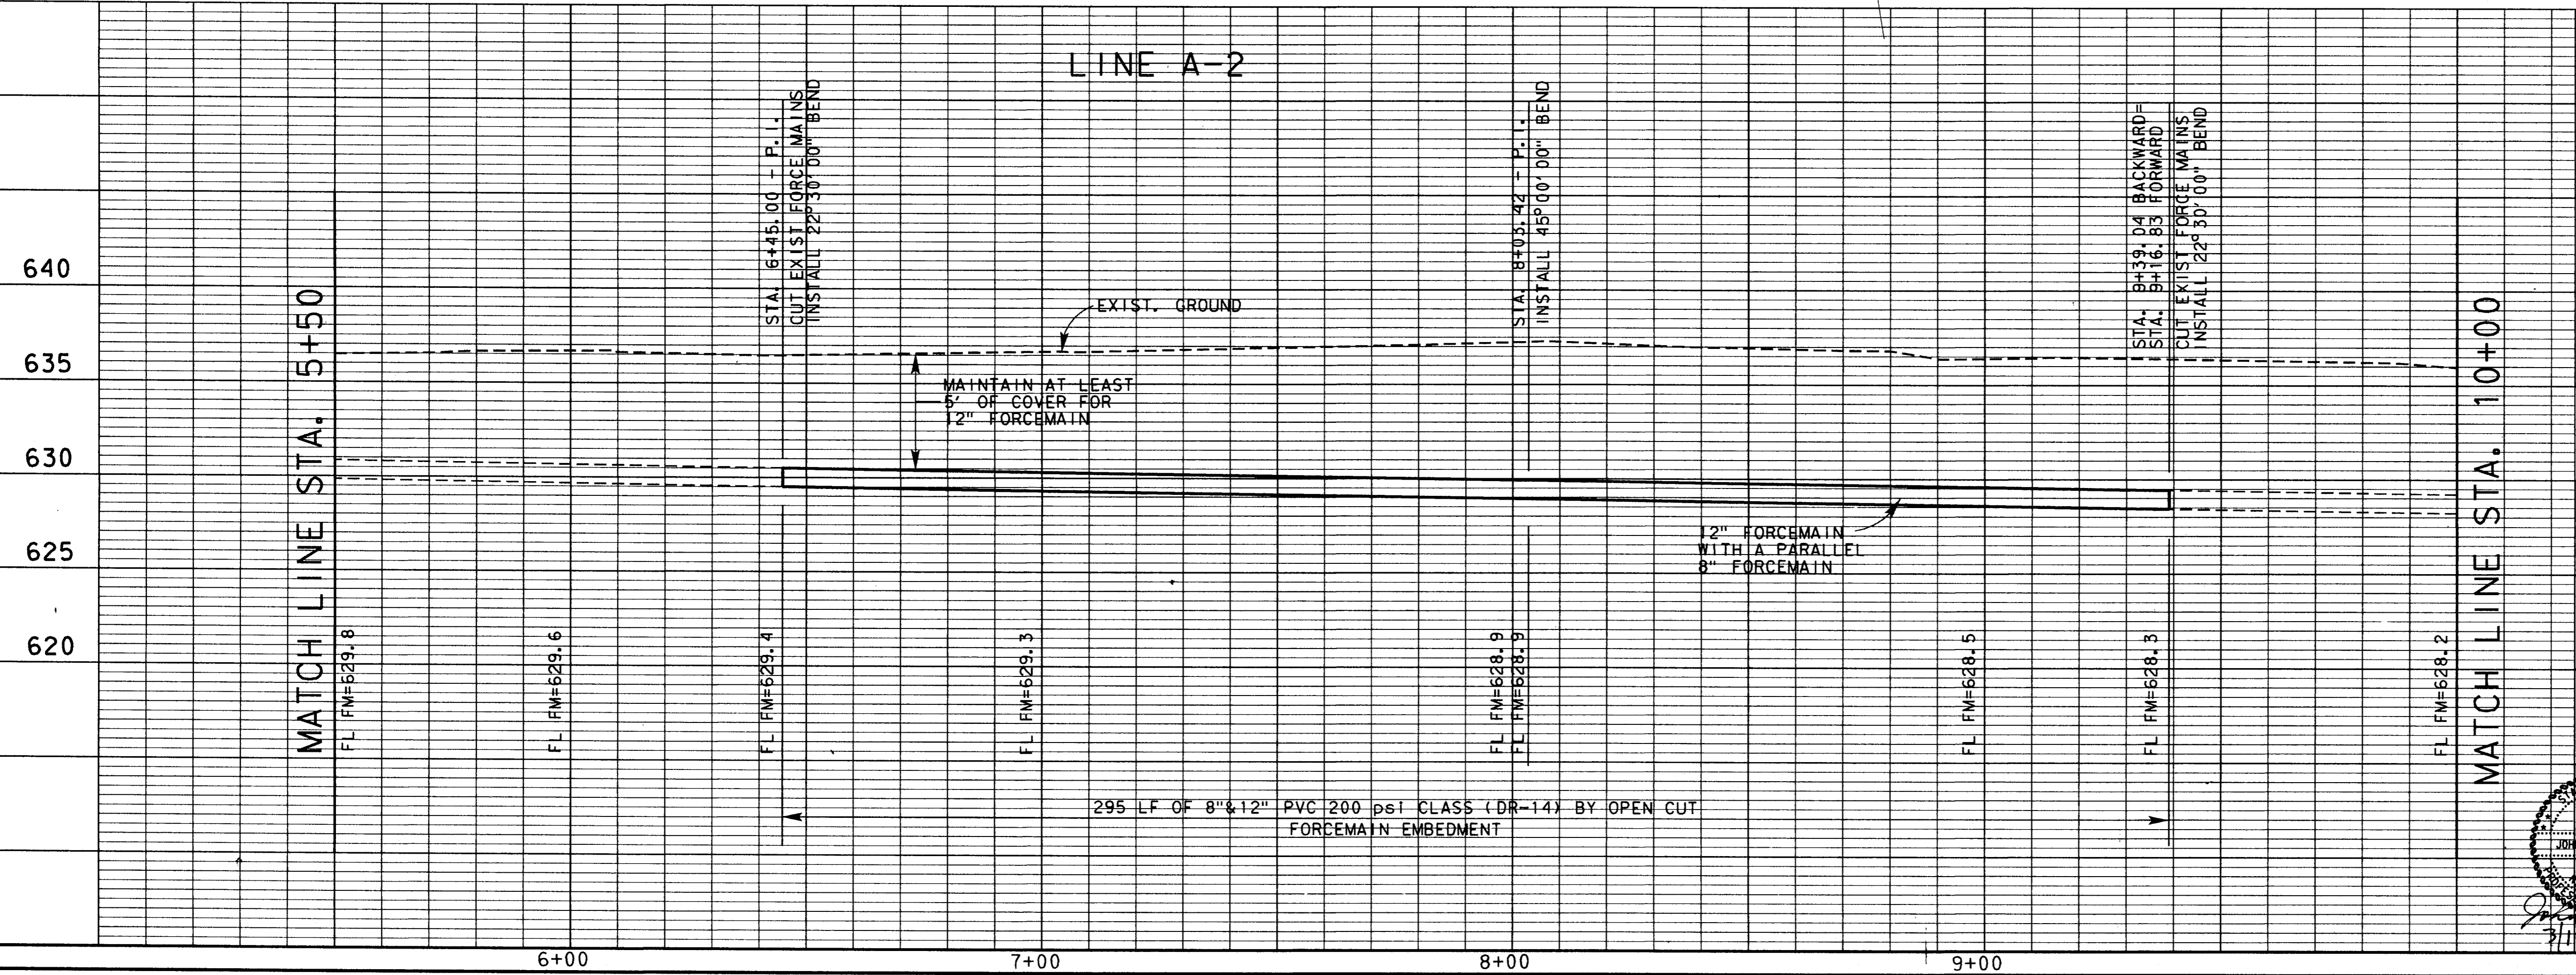 LINE A-2
640
635
630
625
620
MATCH LINE STA. 5+50
STA. 6+45.00 - P.I.
CUT EXIST FORCE MAINS
INSTALL 22°30'00" BEND
EXIST. GROUND
MAINTAIN AT LEAST
5' OF COVER FOR
12" FORCEMAIN
STA. 8+03.42 - P.I.
INSTALL 45°00'00" BEND
STA. 9+39.04 BACKWARD=
STA. 9+16.83 FORWARD
CUT EXIST FORCE MAINS
INSTALL 22°30'00" BEND
MATCH LINE STA. 10+00
12" FORCEMAIN
WITH A PARALLEL
8" FORCEMAIN
FL FM=629.8
FL FM=629.6
FL FM=629.4
FL FM=629.3
FL FM=628.9
FL FM=628.9
FL FM=628.5
FL FM=628.3
FL FM=628.2
295 LF OF 8"&12" PVC 200 psi CLASS (DR-14) BY OPEN CUT
FORCEMAIN EMBEDMENT
6+00
7+00
8+00
9+00